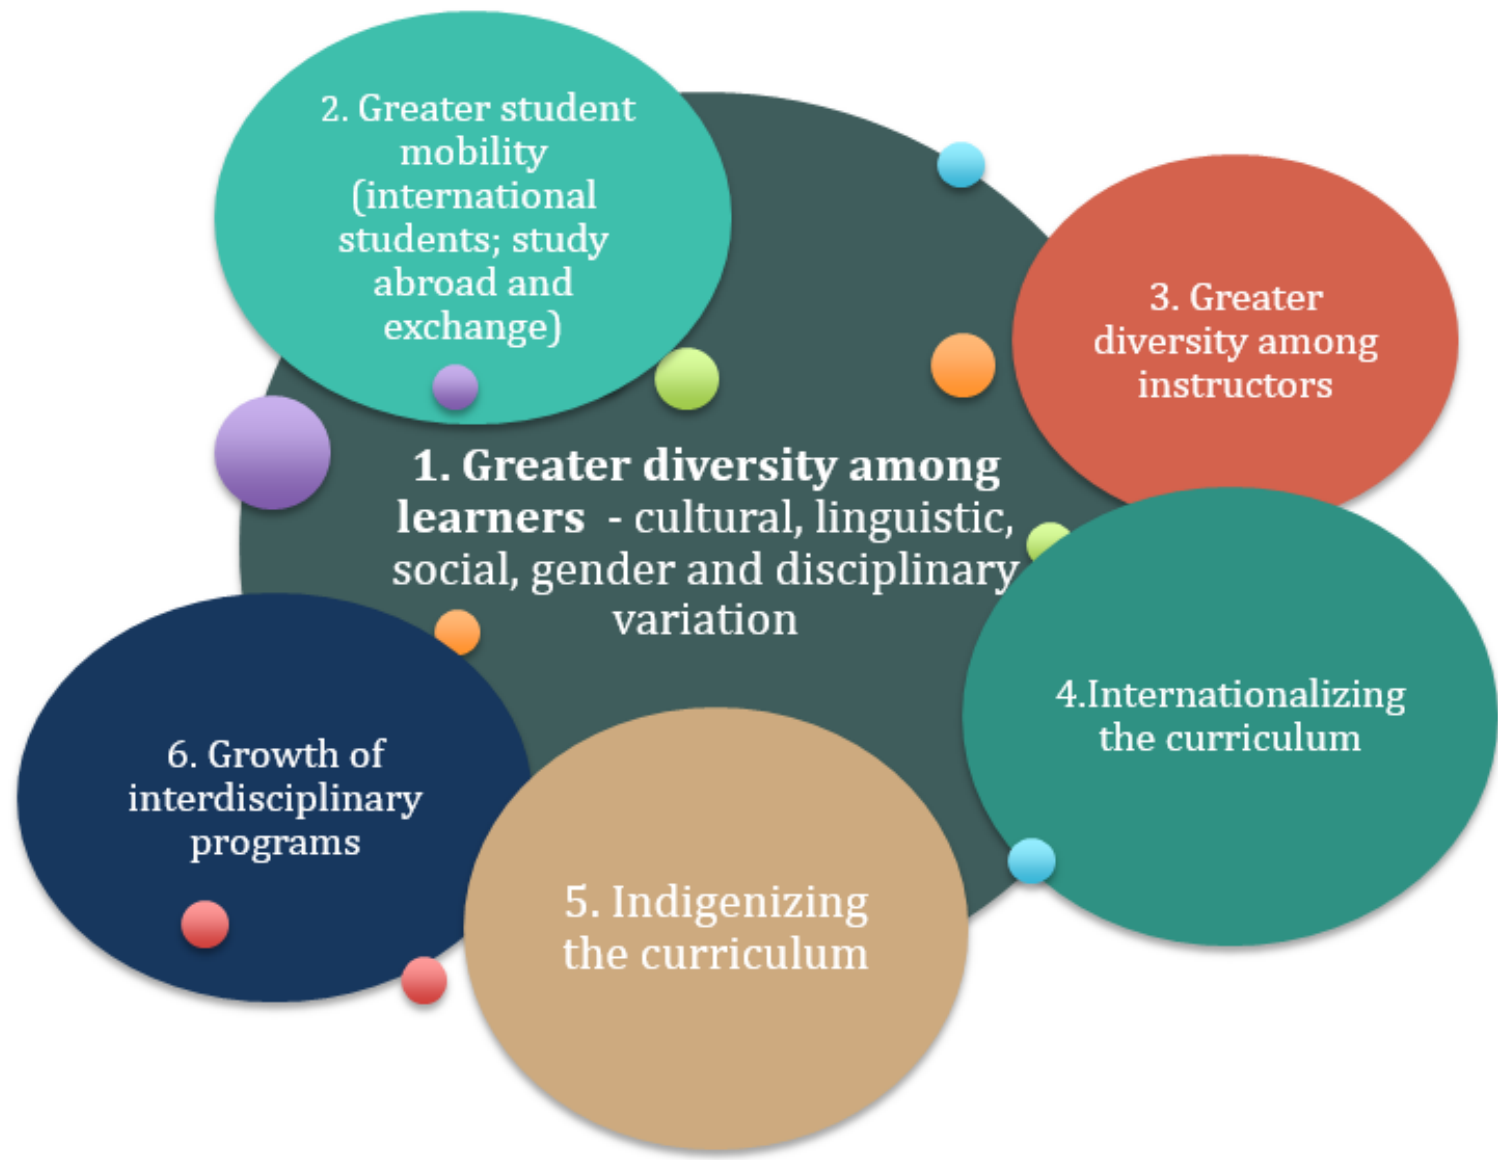 2. Greater student
mobility
(international
students; study
abroad and
exchange)
3. Greater
diversity among
instructors
1. Greater diversity among
learners  - cultural, linguistic,
social, gender and disciplinary
variation
4.Internationalizing
the curriculum
6. Growth of
interdisciplinary
programs
5. Indigenizing
the curriculum